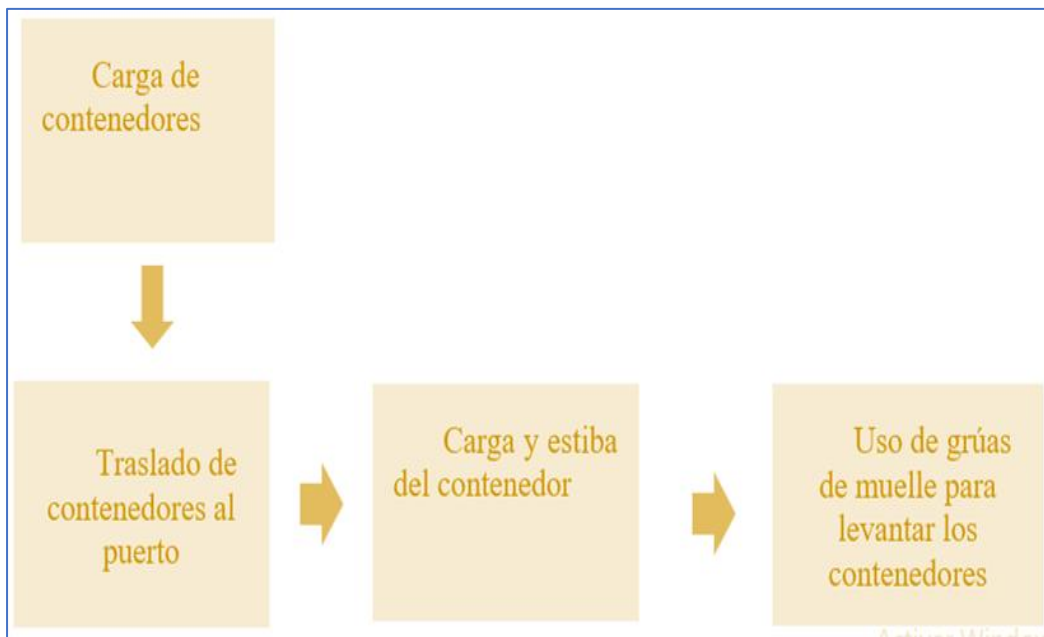 Carga de
contenedores
Traslado de
contenedores al
puerto
Carga y estiba
del contenedor
Uso de grúas
de muelle para
levantar los
contenedores